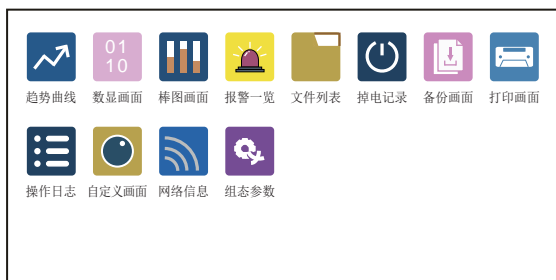 01
10
趋势曲线 数显画面 棒图画面 报警一览 文件列表 掉电记录 备份画面 打印画面
操作日志 自定义画面 网络信息 组态参数